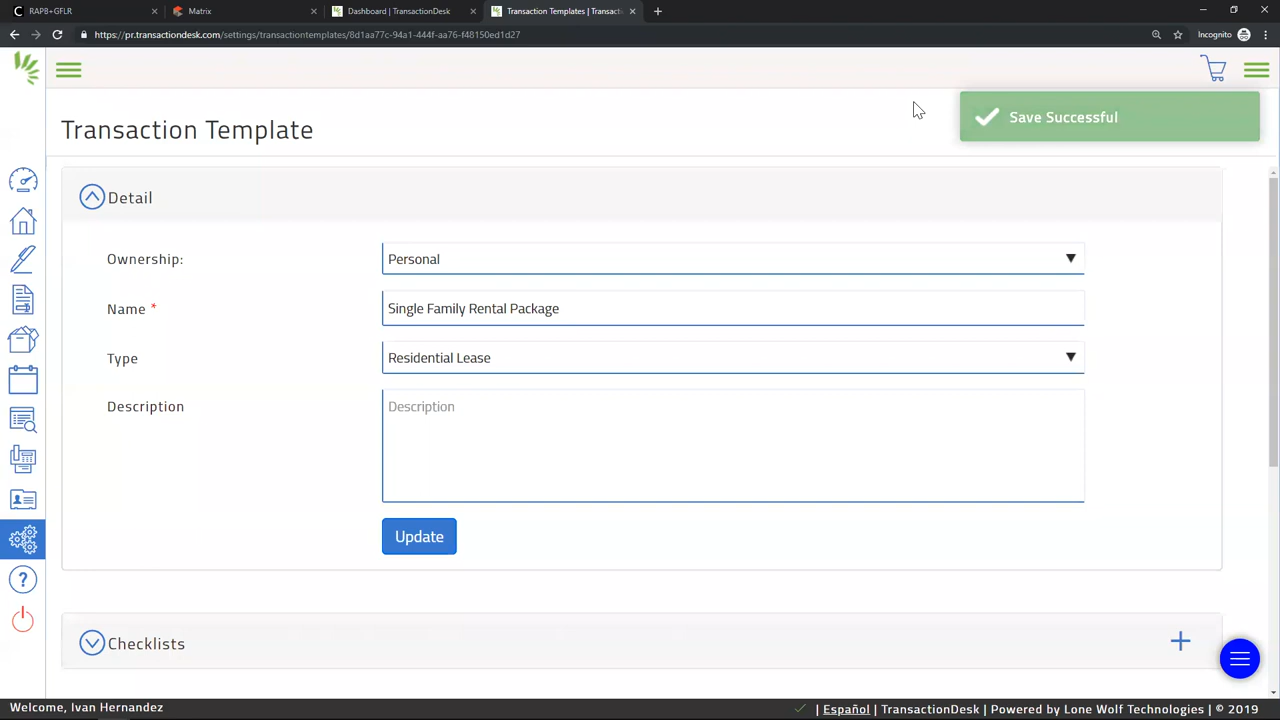 RAPB+GFLR
Matrix
Dashboard | TransactionDesk
Transaction Templates | Transact
https://pr.transactiondesk.com/settings/transactiontemplates/8d1aa77c-94a1-444f-aa76-f48150ed1d27
Incognito
Save Successful
Transaction Template
Detail
Ownership:
Personal
Name *
Single Family Rental Package
Type
Residential Lease
Description
Description
Update
Checklists
Welcome, Ivan Hernandez
| Español | TransactionDesk | Powered by Lone Wolf Technologies | © 2019